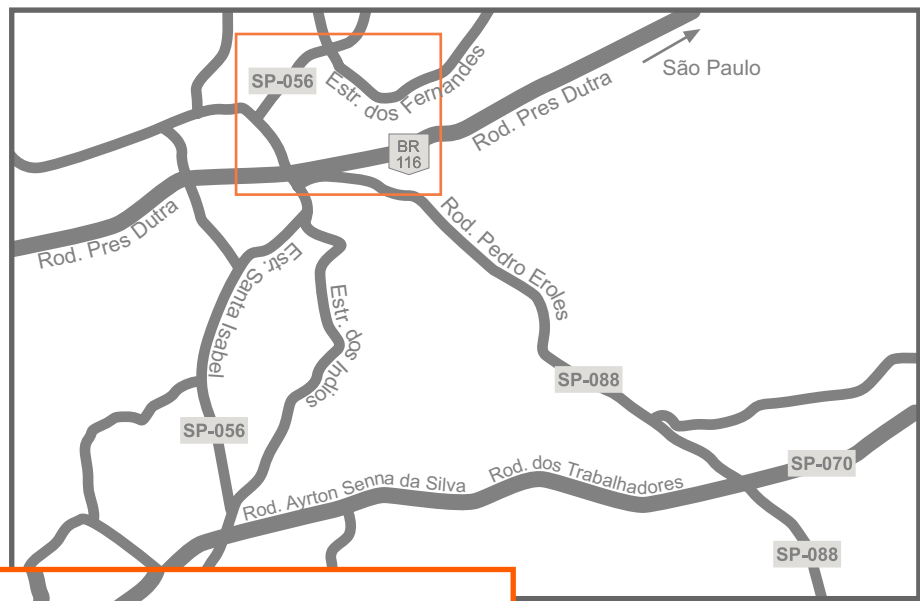 SP-056
Estr. dos Fernandes
São Paulo
Rod. Pres Dutra
BR
116
Rod. Pres Dutra
Rod. Pedro Eroles
Estr. Santa Isabel
Estr. dos Indios
SP-088
SP-056
SP-070
Rod. dos Trabalhadores
Rod. Ayrton Senna da Silva
SP-088